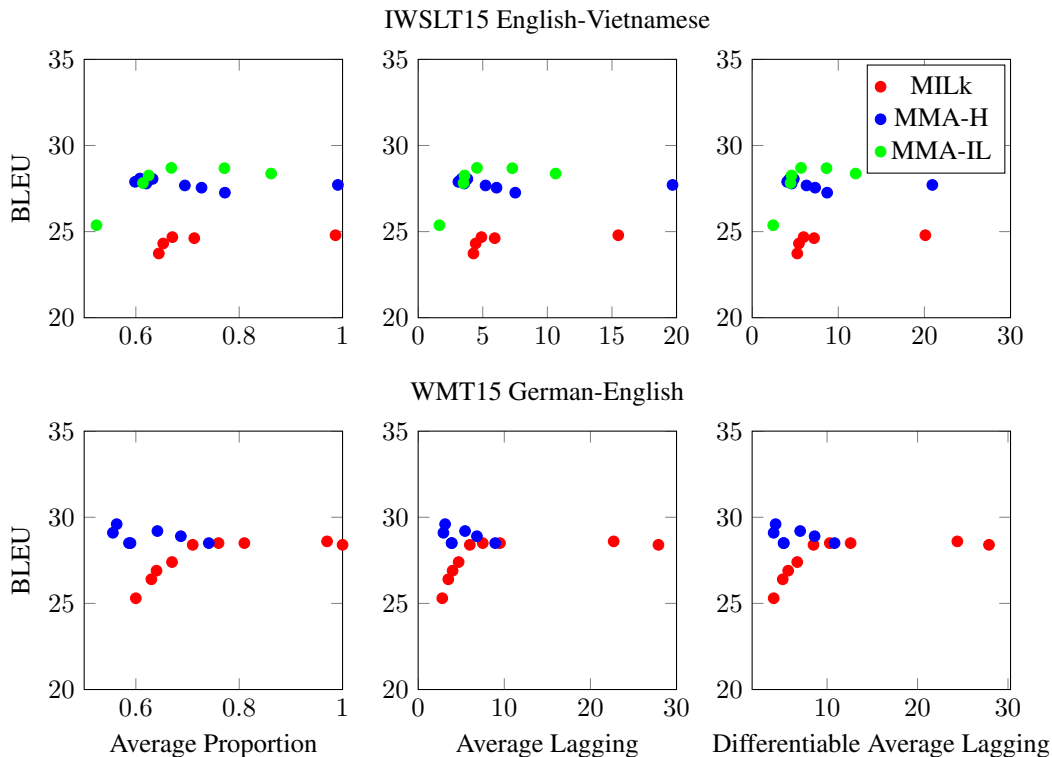 IWSLT15 English-Vietnamese
35
30
25
20
BLEU
0.6 0.8 1
35
30
25
20
0 5 10 15 20
35
30
25
20
0 10 20 30
MILk
MMA-H
MMA-IL
WMT15 German-English
35
30
25
20
BLEU
0.6 0.8 1
Average Proportion
35
30
25
20
0 10 20 30
Average Lagging
35
30
25
20
10 20 30
Differentiable Average Lagging